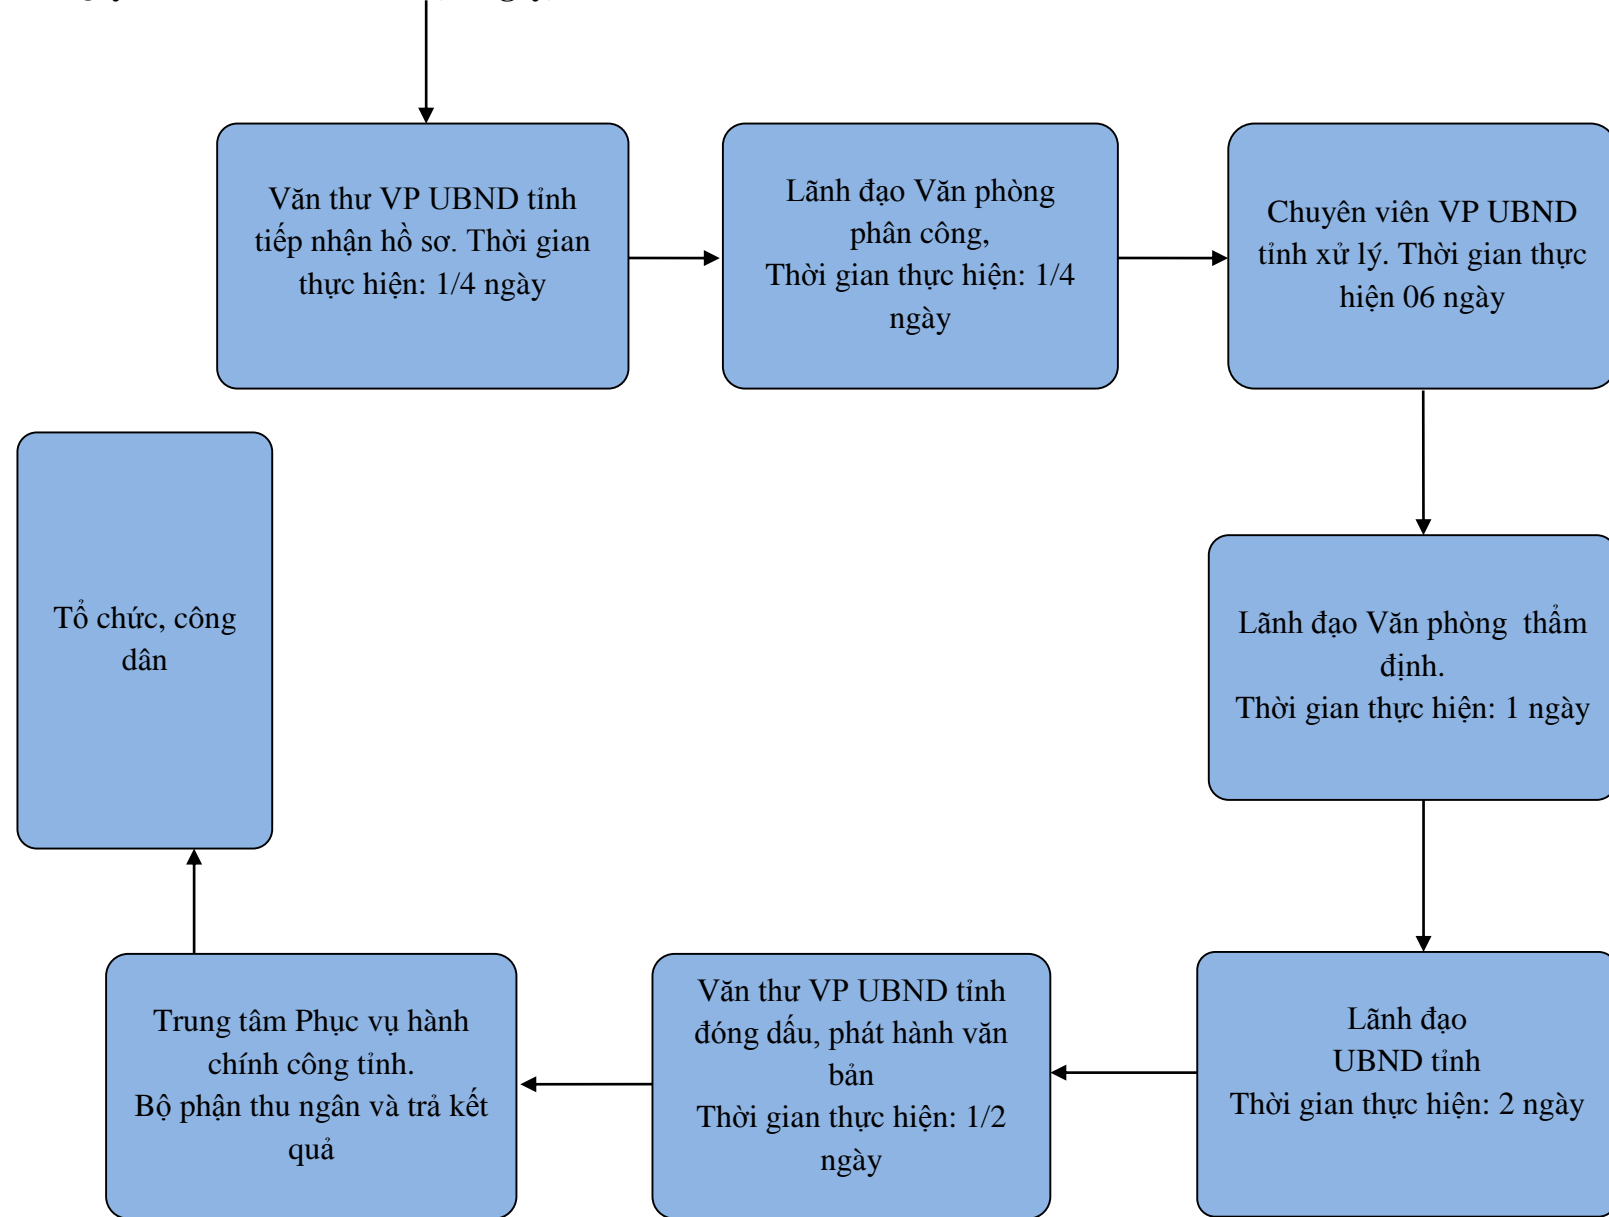 Văn thư VP UBND tỉnh
tiếp nhận hồ sơ. Thời gian
thực hiện: 1/4 ngày
Lãnh đạo Văn phòng
phân công,
Thời gian thực hiện: 1/4
ngày
Chuyên viên VP UBND
tỉnh xử lý. Thời gian thực
hiện 06 ngày
Tổ chức, công
dân
Lãnh đạo Văn phòng  thẩm
định.
Thời gian thực hiện: 1 ngày
Trung tâm Phục vụ hành
chính công tỉnh.
Bộ phận thu ngân và trả kết
quả
Văn thư VP UBND tỉnh
đóng dấu, phát hành văn
bản
Thời gian thực hiện: 1/2
ngày
Lãnh đạo
UBND tỉnh
Thời gian thực hiện: 2 ngày